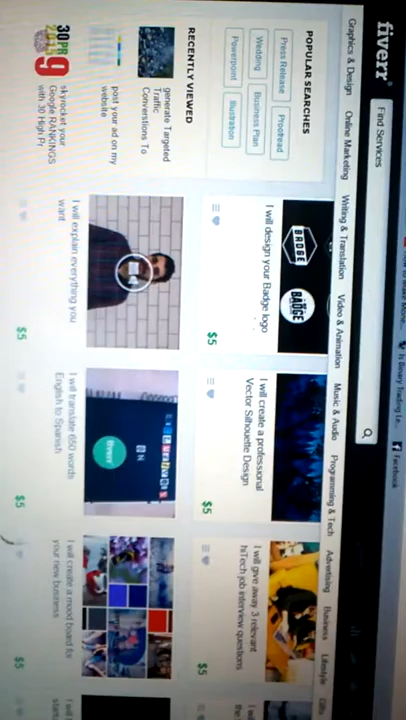 fiverr
Find Services
Facebook
Graphics & Design Online Marketing Writing & Translation Video & Animation Music & Audio Programming & Tech Advertising Business Lifestyle
POPULAR SEARCHES
Press Release Proofread
Wedding Business Plan
Powerpoint Illustration
RECENTLY VIEWED
generate Targeted
Traffic
Converstions To
post your ad on my
website
30PR
9
skyrocket your
Google RANKINGS
with 30 High Pr
BADGE
BADGE
I will design your Badge logo
$5
I will create a professional
Vector Silhouette Design
$5
I will give away 3 relevant
hiTech job interview questions
$5
I will explain everything you
want
$5
fiverr
I will translate 650 words
English to Spanish
$5
I will create a mood board for
your new business
$5